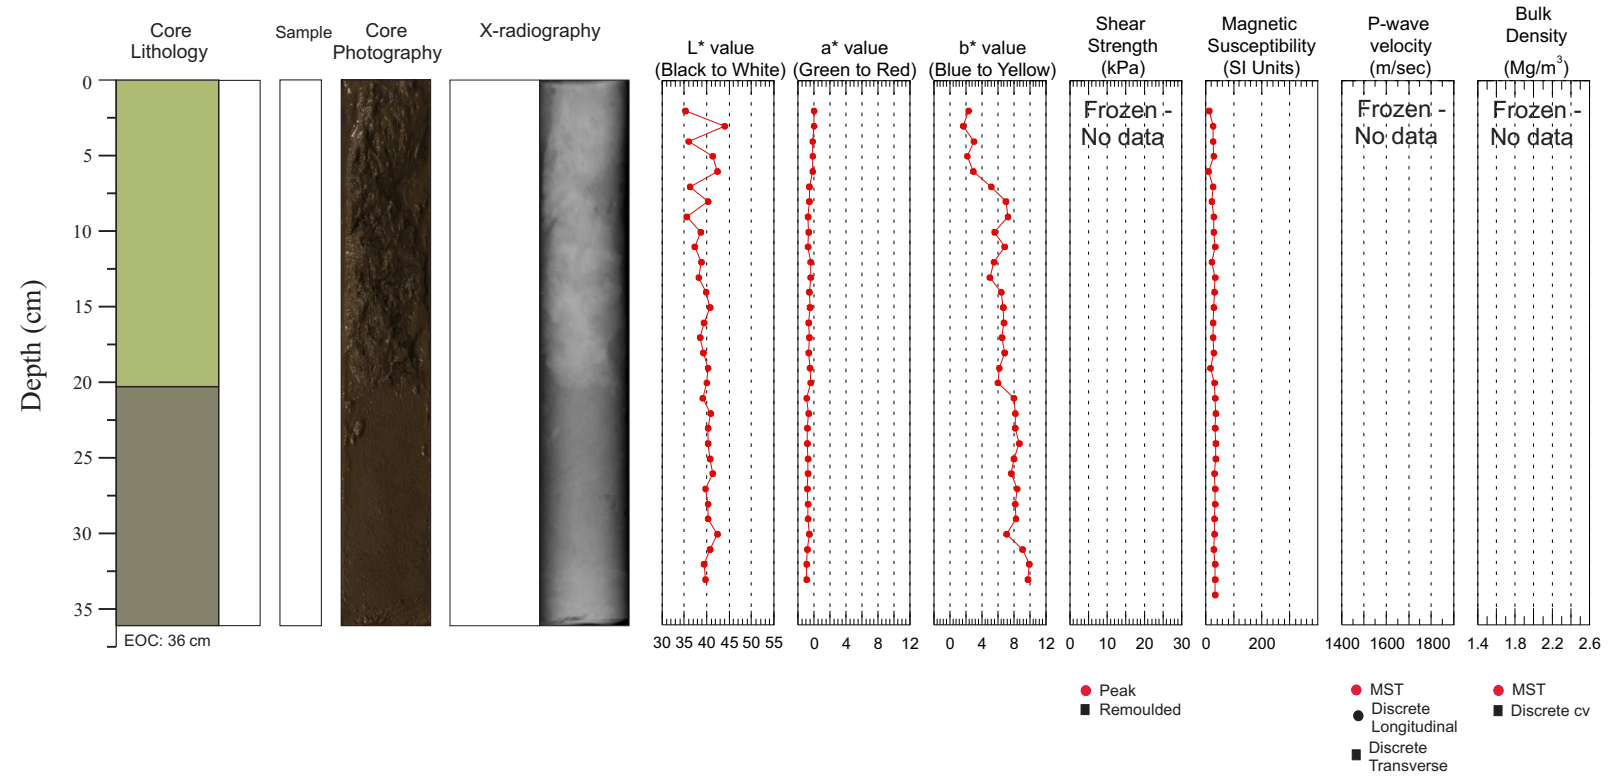 Core
Lithology
Sample
Core
Photography
X-radiography
L* value
(Black to White)
a* value
(Green to Red)
b* value
(Blue to Yellow)
Shear
Strength
(kPa)
Magnetic
Susceptibility
(SI Units)
P-wave
velocity
(m/sec)
Bulk
Density
(Mg/m³)
Depth (cm)
0
5
10
15
20
25
30
35
EOC: 36 cm
Frozen -
No data
Frozen -
No data
Frozen -
No data
30 35 40 45 50 55
0 4 8 12
0 4 8 12
0 10 20 30
0 200
1400 1600 1800
1.4 1.8 2.2 2.6
Peak
Remoulded
MST
Discrete
Longitudinal
Discrete
Transverse
MST
Discrete cv